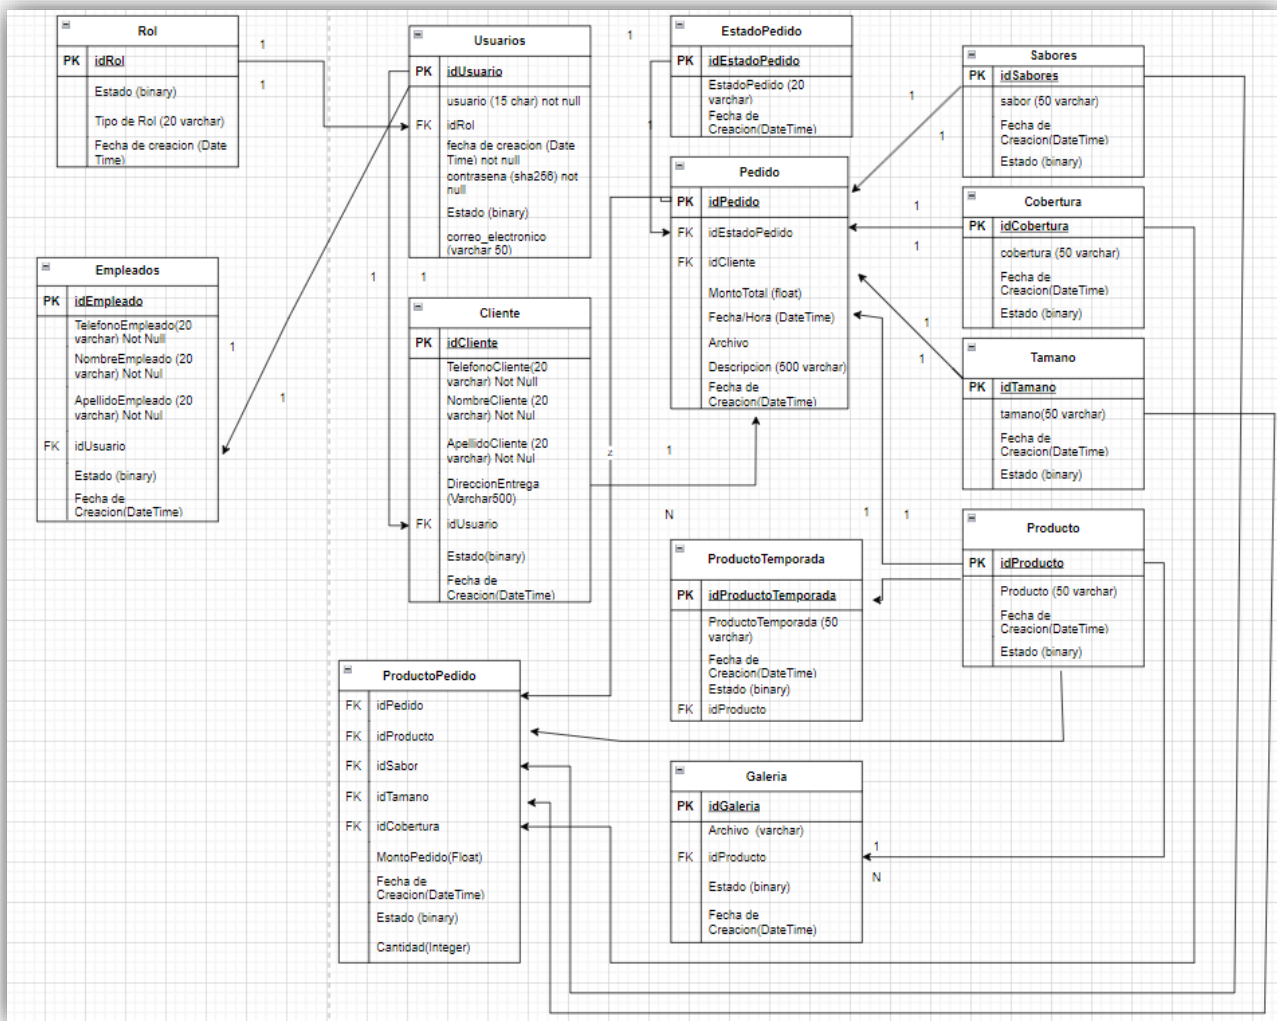 Rol
PK idRol
Estado (binary)
Tipo de Rol (20 varchar)
Fecha de creacion (Date
Time)
1
1
Usuarios
PK idUsuario
usuario (15 char) not null
FK idRol
fecha de creacion (Date
Time) not null
contrasena (sha256) not
null
Estado (binary)
correo_electronico
(varchar 50)
1
EstadoPedido
PK idEstadoPedido
EstadoPedido (20
varchar)
Fecha de
Creacion(DateTime)
1
Sabores
PK idSabores
sabor (50 varchar)
Fecha de
Creacion(DateTime)
Estado (binary)
1
1
Pedido
PK idPedido
FK idEstadoPedido
FK idCliente
MontoTotal (float)
Fecha/Hora (DateTime)
Archivo
Descripcion (500 varchar)
Fecha de
Creacion(DateTime)
Cobertura
PK idCobertura
cobertura (50 varchar)
Fecha de
Creacion(DateTime)
Estado (binary)
1
1
Empleados
PK idEmpleado
TelefonoEmpleado(20
varchar) Not Null
NombreEmpleado (20
varchar) Not Nul
ApellidoEmpleado (20
varchar) Not Nul
FK idUsuario
Estado (binary)
Fecha de
Creacion(DateTime)
1
1
1
1
Cliente
PK idCliente
TelefonoCliente(20
varchar) Not Null
NombreCliente (20
varchar) Not Nul
ApellidoCliente (20
varchar) Not Nul
DireccionEntrega
(Varchar500)
FK idUsuario
Estado(binary)
Fecha de
Creacion(DateTime)
Tamano
PK idTamano
tamano(50 varchar)
Fecha de
Creacion(DateTime)
Estado (binary)
1
1
z
1
N
1
1
Producto
PK idProducto
Producto (50 varchar)
Fecha de
Creacion(DateTime)
Estado (binary)
ProductoTemporada
PK idProductoTemporada
ProductoTemporada (50
varchar)
Fecha de
Creacion(DateTime)
Estado (binary)
FK idProducto
ProductoPedido
FK idPedido
FK idProducto
FK idSabor
FK idTamano
FK idCobertura
MontoPedido(Float)
Fecha de
Creacion(DateTime)
Estado (binary)
Cantidad(Integer)
Galeria
PK idGaleria
Archivo (varchar)
FK idProducto
Estado (binary)
Fecha de
Creacion(DateTime)
1
N